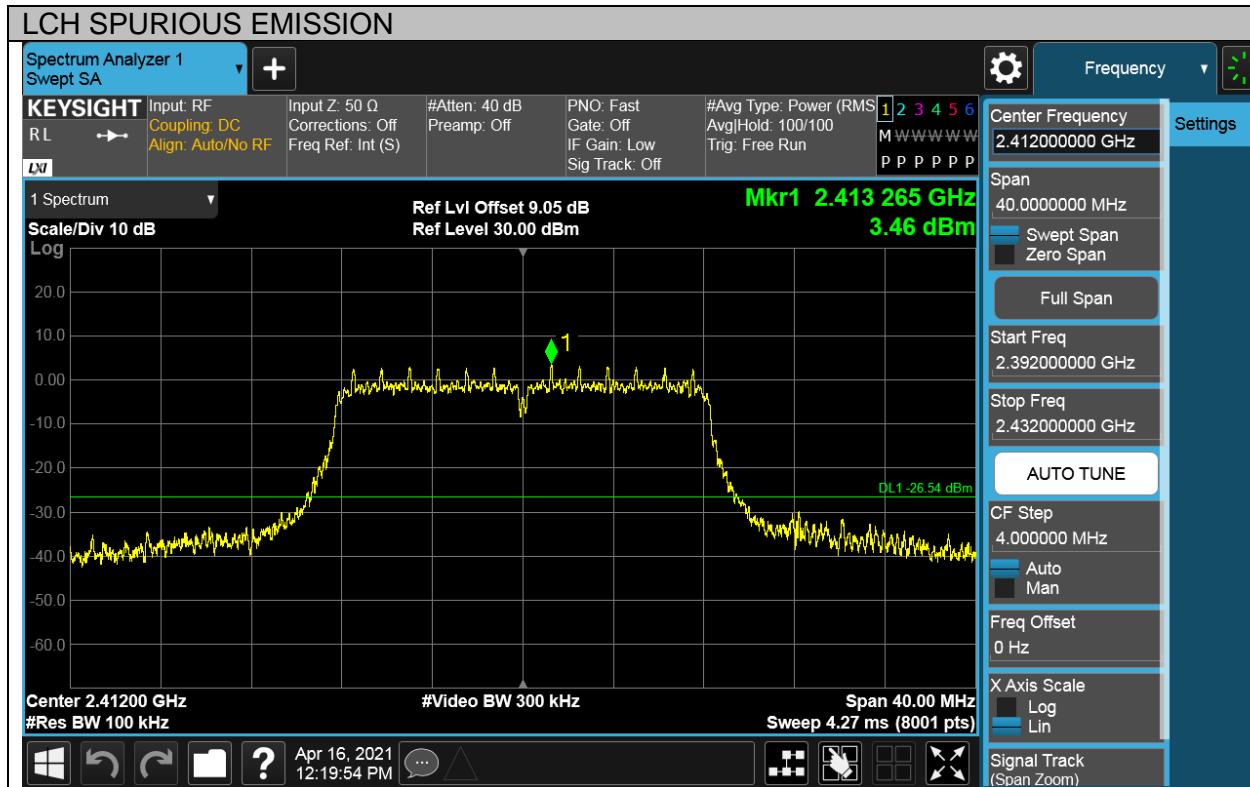 LCH SPURIOUS EMISSION
Spectrum Analyzer 1
Swept SA
+
Frequency
KEYSIGHT
RL
LXI
Input: RF
Coupling: DC
Align: Auto/No RF
Input Z: 50 Ω
Corrections: Off
Freq Ref: Int (S)
#Atten: 40 dB
Preamp: Off
PNO: Fast
Gate: Off
IF Gain: Low
Sig Track: Off
#Avg Type: Power (RMS
Avg|Hold: 100/100
Trig: Free Run
1 2 3 4 5 6
M W W W W W
P P P P P P
1 Spectrum
Scale/Div 10 dB
Ref Lvl Offset 9.05 dB
Ref Level 30.00 dBm
Mkr1 2.413 265 GHz
3.46 dBm
Log
20.0
10.0
0.00
-10.0
-20.0
-30.0
-40.0
-50.0
-60.0
1
DL1 -26.54 dBm
Center 2.41200 GHz
#Res BW 100 kHz
#Video BW 300 kHz
Span 40.00 MHz
Sweep 4.27 ms (8001 pts)
Center Frequency
2.412000000 GHz
Settings
Span
40.0000000 MHz
Swept Span
Zero Span
Full Span
Start Freq
2.392000000 GHz
Stop Freq
2.432000000 GHz
AUTO TUNE
CF Step
4.000000 MHz
Auto
Man
Freq Offset
0 Hz
X Axis Scale
Log
Lin
Signal Track
(Span Zoom)
?
Apr 16, 2021
12:19:54 PM